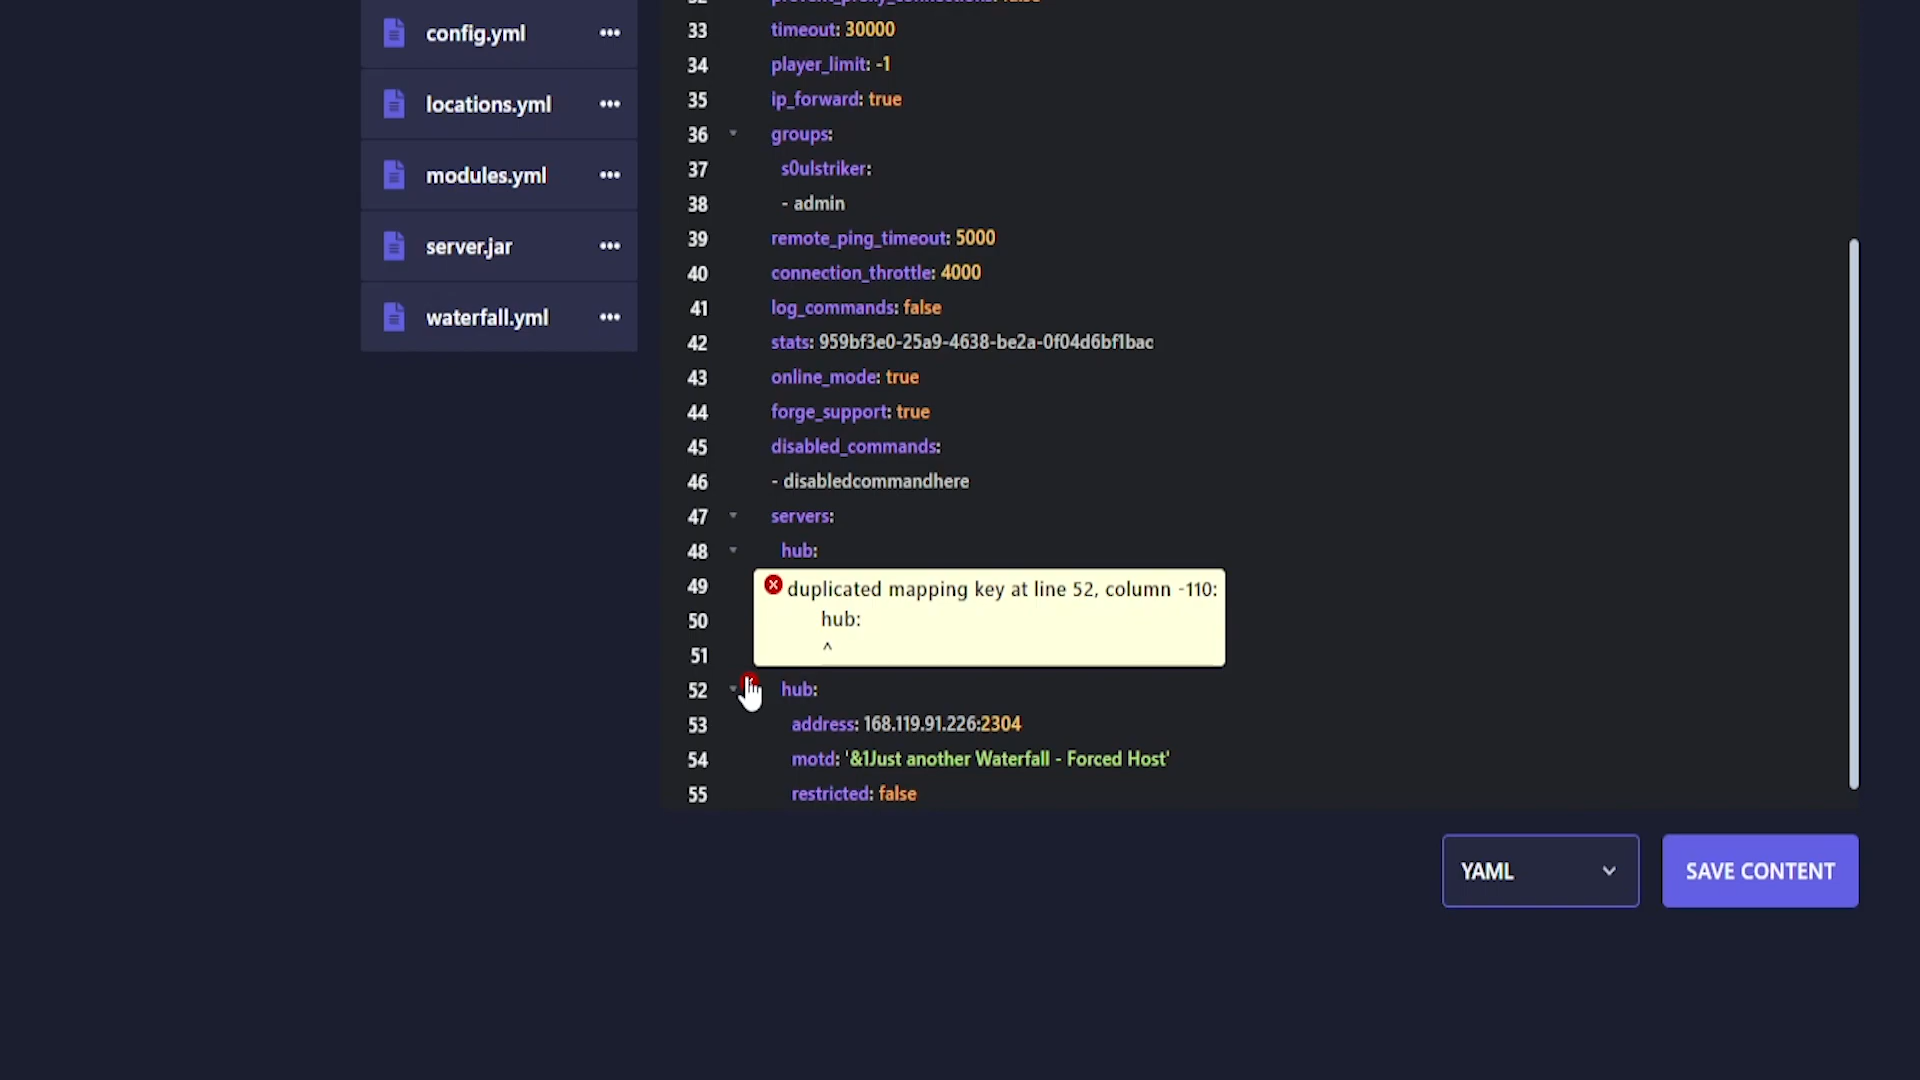 config.yml
locations.yml
modules.yml
server.jar
waterfall.yml
32 prevent_proxy_connections: false
33 timeout: 30000
34 player_limit: -1
35 ip_forward: true
36 groups:
37 s0ulstriker:
38 - admin
39 remote_ping_timeout: 5000
40 connection_throttle: 4000
41 log_commands: false
42 stats: 959bf3e0-25a9-4638-be2a-0f04d6bf1bac
43 online_mode: true
44 forge_support: true
45 disabled_commands:
46 - disabledcommandhere
47 servers:
48 hub:
49 duplicated mapping key at line 52, column -110:
50 hub:
51 ^
52 hub:
53 address: 168.119.91.226:2304
54 motd: '&1Just another Waterfall - Forced Host'
55 restricted: false
YAML
SAVE CONTENT